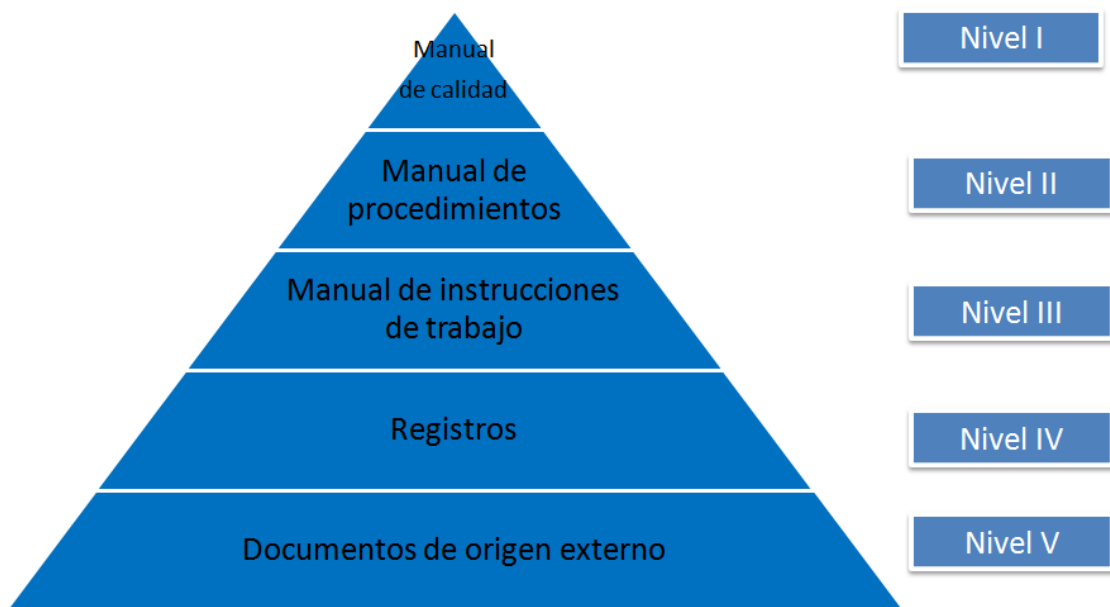 Manual
de calidad
Nivel I
Manual de
procedimientos
Nivel II
Manual de instrucciones
de trabajo
Nivel III
Registros
Nivel IV
Documentos de origen externo
Nivel V